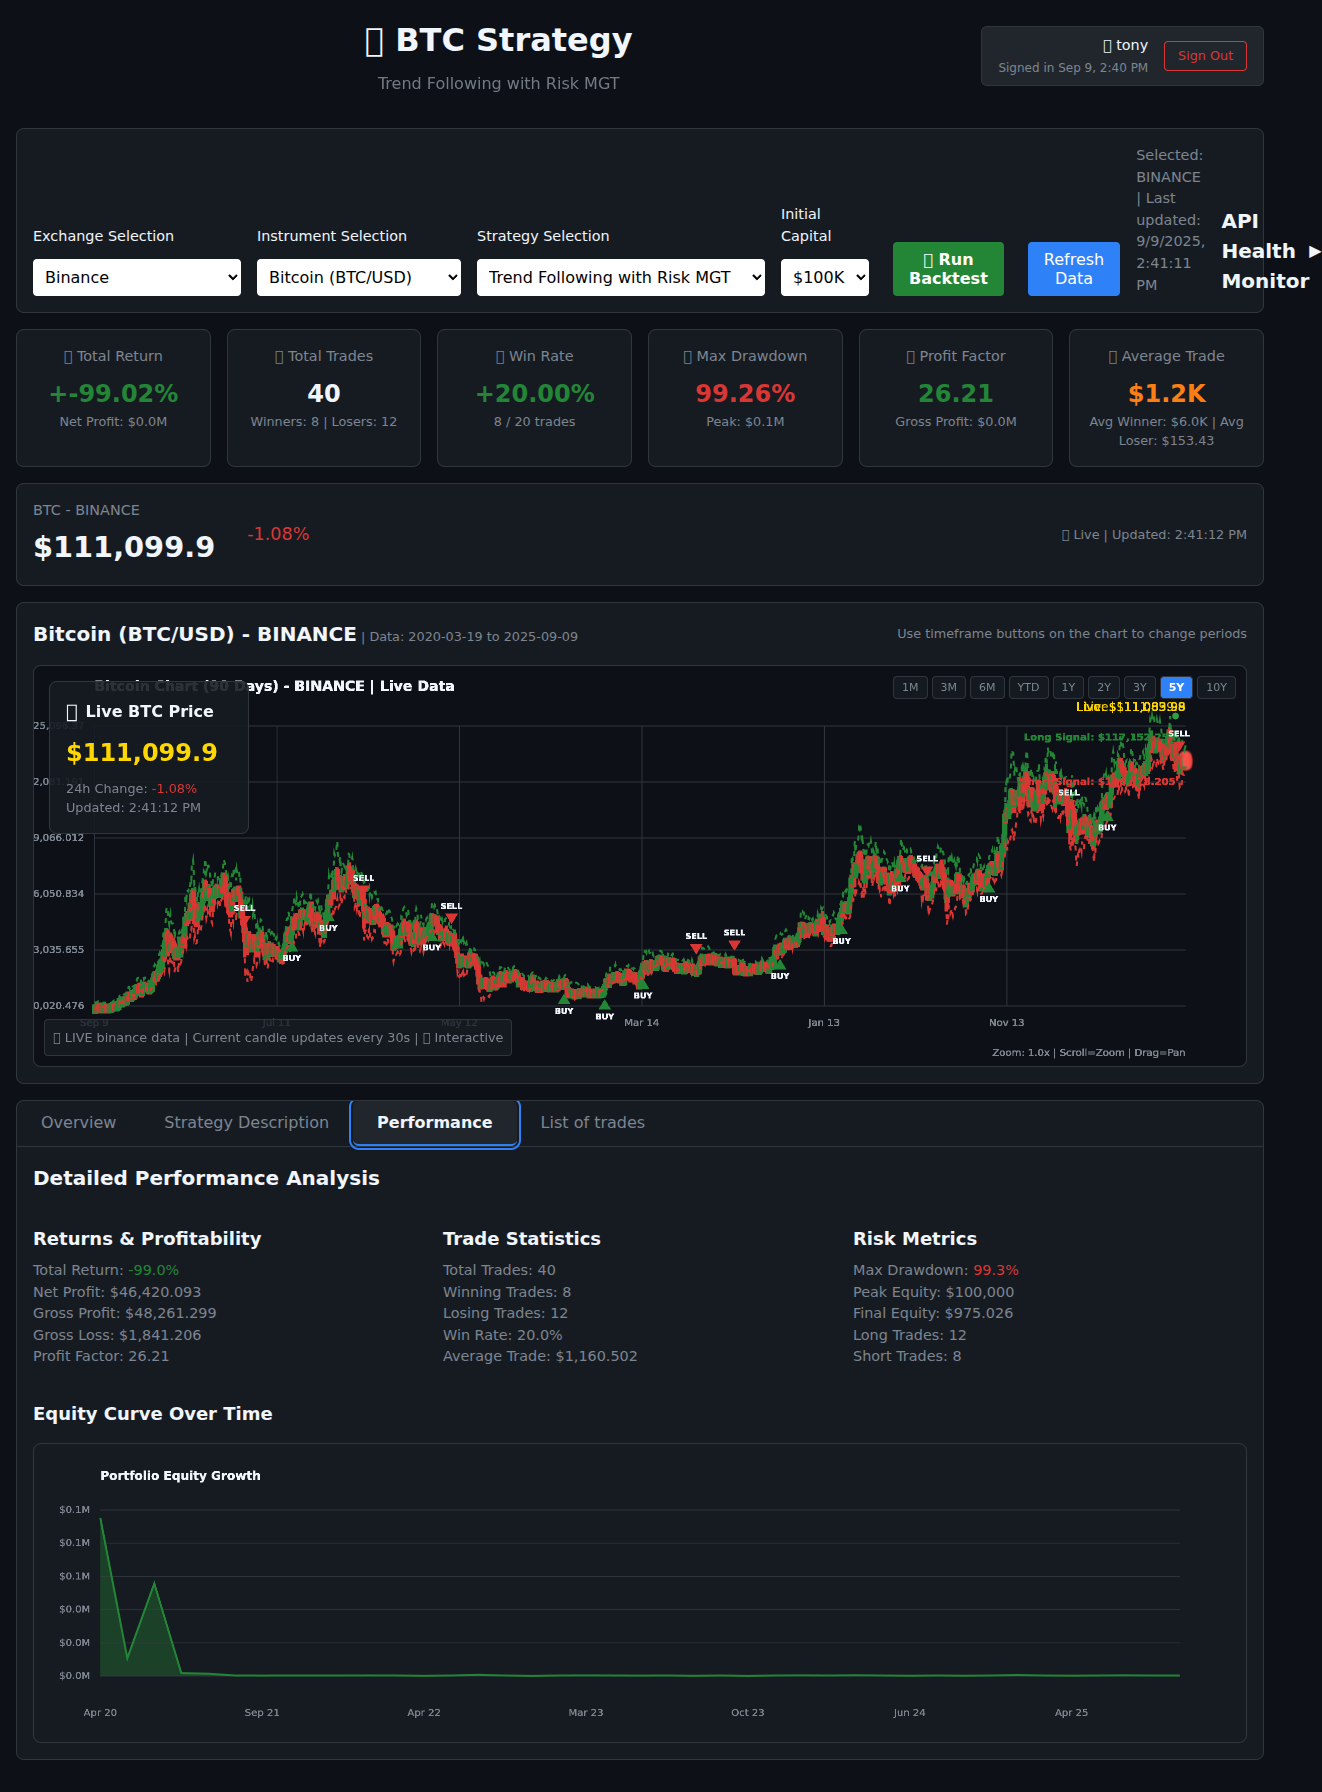 BTC Strategy
Trend Following with Risk MGT
tony
Signed in Sep 9, 2:40 PM
Sign Out
Exchange Selection
Binance
Instrument Selection
Bitcoin (BTC/USD)
Strategy Selection
Trend Following with Risk MGT
Initial
Capital
$100K
Run
Backtest
Refresh
Data
Selected:
BINANCE
| Last
updated:
9/9/2025,
2:41:11
PM
API
Health ▶
Monitor
Total Return
+-99.02%
Net Profit: $0.0M
Total Trades
40
Winners: 8 | Losers: 12
Win Rate
+20.00%
8 / 20 trades
Max Drawdown
99.26%
Peak: $0.1M
Profit Factor
26.21
Gross Profit: $0.0M
Average Trade
$1.2K
Avg Winner: $6.0K | Avg
Loser: $153.43
BTC - BINANCE
$111,099.9
-1.08%
Live | Updated: 2:41:12 PM
Bitcoin (BTC/USD) - BINANCE | Data: 2020-03-19 to 2025-09-09
Use timeframe buttons on the chart to change periods
Bitcoin Chart (90 Days) - BINANCE | Live Data
1M 3M 6M YTD 1Y 2Y 3Y 5Y 10Y
Live BTC Price
$111,099.9
24h Change: -1.08%
Updated: 2:41:12 PM
Long Signal:
Signal:
9,066.012
6,050.834
3,035.655
0,020.476
SELL
BUY
BUY
SELL
BUY
SELL
BUY
BUY
BUY
SELL
SELL
BUY
BUY
BUY
SELL
BUY
SELL
BUY
SELL
Sep 9
Jul 11
May 12
Mar 14
Jan 13
Nov 13
LIVE binance data | Current candle updates every 30s | Interactive
Zoom: 1.0x | Scroll=Zoom | Drag=Pan
Overview
Strategy Description
Performance
List of trades
Detailed Performance Analysis
Returns & Profitability
Total Return: -99.0%
Net Profit: $46,420.093
Gross Profit: $48,261.299
Gross Loss: $1,841.206
Profit Factor: 26.21
Trade Statistics
Total Trades: 40
Winning Trades: 8
Losing Trades: 12
Win Rate: 20.0%
Average Trade: $1,160.502
Risk Metrics
Max Drawdown: 99.3%
Peak Equity: $100,000
Final Equity: $975.026
Long Trades: 12
Short Trades: 8
Equity Curve Over Time
Portfolio Equity Growth
$0.1M
$0.1M
$0.1M
$0.0M
$0.0M
$0.0M
Apr 20
Sep 21
Apr 22
Mar 23
Oct 23
Jun 24
Apr 25